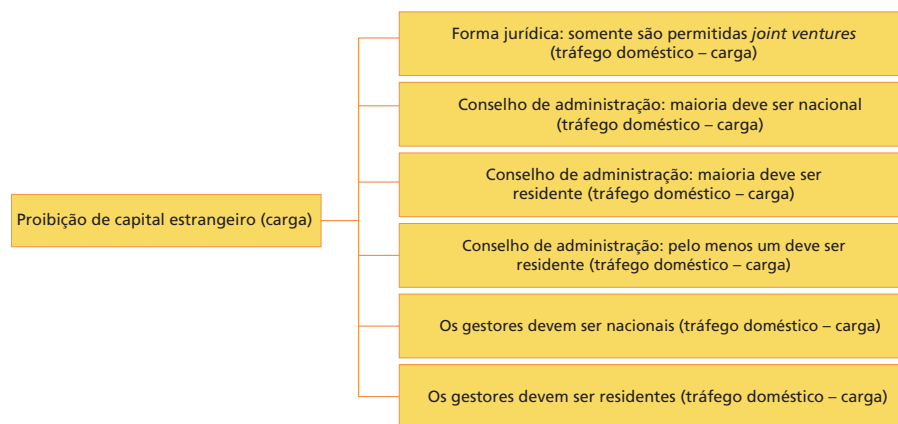 Forma jurídica: somente são permitidas joint ventures
(tráfego doméstico – carga)
Conselho de administração: maioria deve ser nacional
(tráfego doméstico – carga)
Conselho de administração: maioria deve ser
residente (tráfego doméstico – carga)
Proibição de capital estrangeiro (carga)
Conselho de administração: pelo menos um deve ser
residente (tráfego doméstico – carga)
Os gestores devem ser nacionais (tráfego doméstico – carga)
Os gestores devem ser residentes (tráfego doméstico – carga)